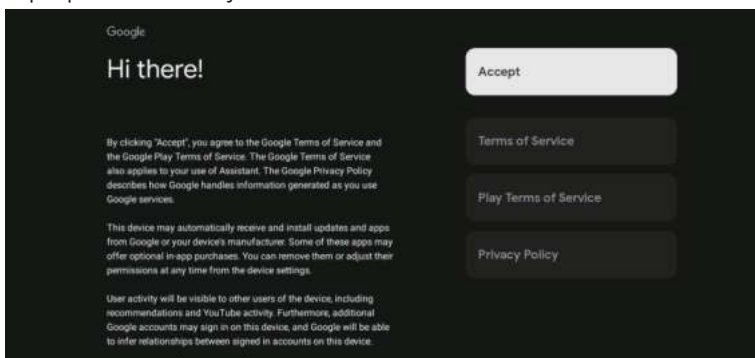 Google
Hi there!
By clicking "Accept", you agree to the Google Terms of Service and
the Google Play Terms of Service. The Google Terms of Service
also applies to your use of Assistant. The Google Privacy Policy
describes how Google handles information generated as you use
Google services.
This device may automatically receive and install updates and apps
from Google or your device's manufacturer. Some of these apps may
offer optional in-app purchases. You can remove them or adjust their
permissions at any time from the device settings.
User activity will be visible to other users of the device, including
recommendations and YouTube activity. Furthermore, additional
Google accounts may sign in on this device, and Google will be able
to infer relationships between signed in accounts on this device.
Accept
Terms of Service
Play Terms of Service
Privacy Policy